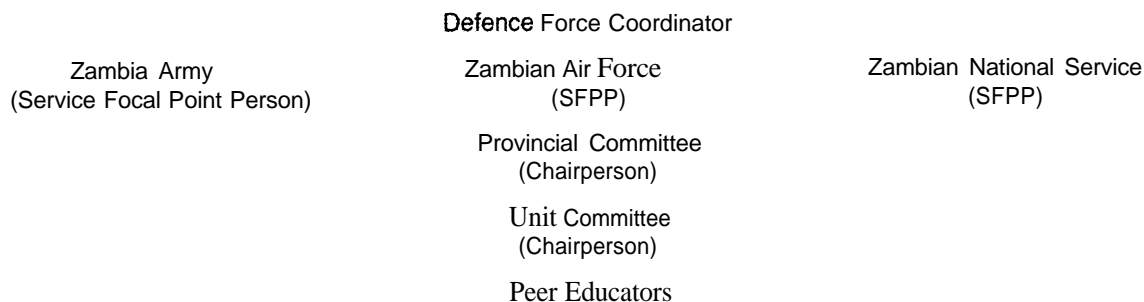 Defence Force Coordinator
Zambia Army
(Service Focal Point Person)
Zambian Air Force
(SFPP)
Zambian National Service
(SFPP)
Provincial Committee
(Chairperson)
Unit Committee
(Chairperson)
Peer Educators